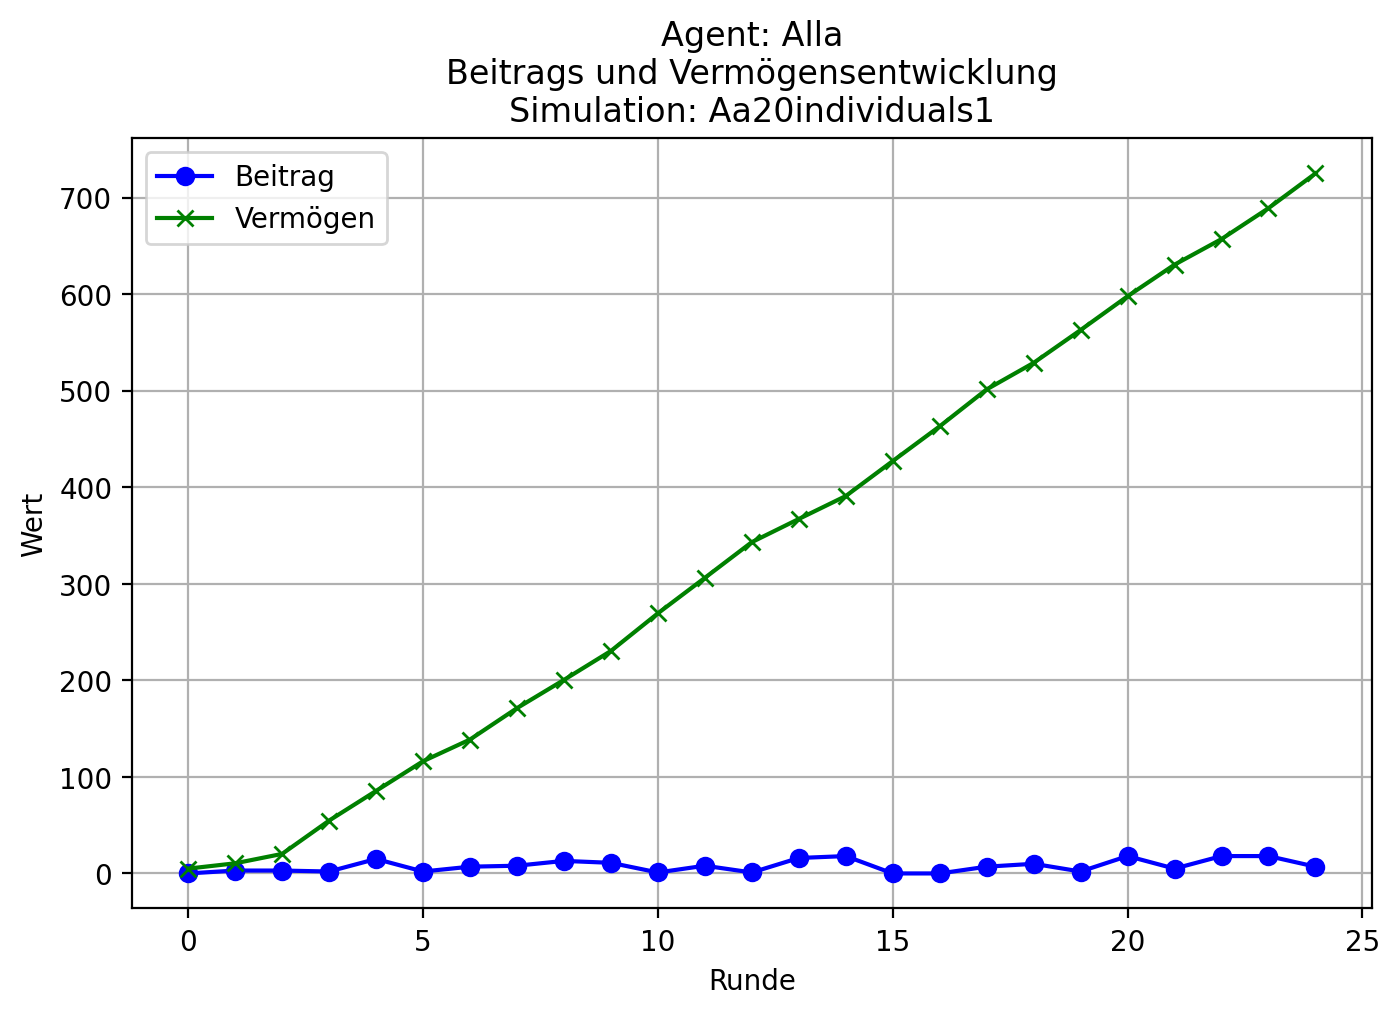 Agent: Alla
Beitrags und Vermögensentwicklung
Simulation: Aa20individuals1
Beitrag
Vermögen
700
600
500
400
300
200
100
0
Wert
0 5 10 15 20 25
Runde